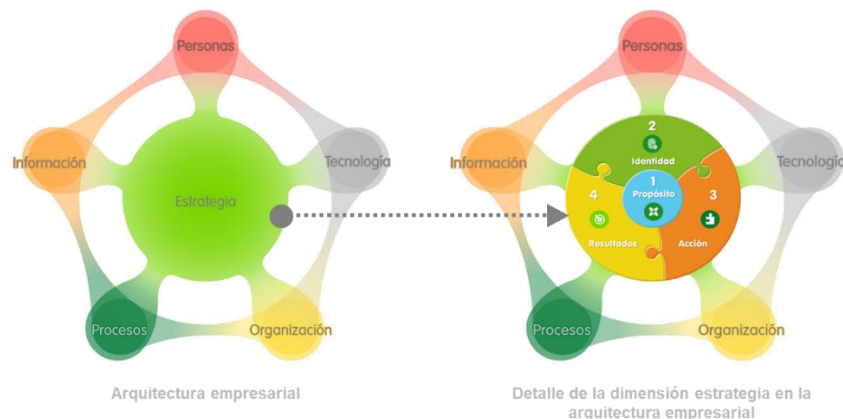 Personas
Información
Tecnología
Estrategia
Procesos
Organización
Arquitectura empresarial
Personas
Información
Tecnología
2
Identidad
1
Propósito
4
Resultados
3
Acción
Procesos
Organización
Detalle de la dimensión estrategia en la
arquitectura empresarial